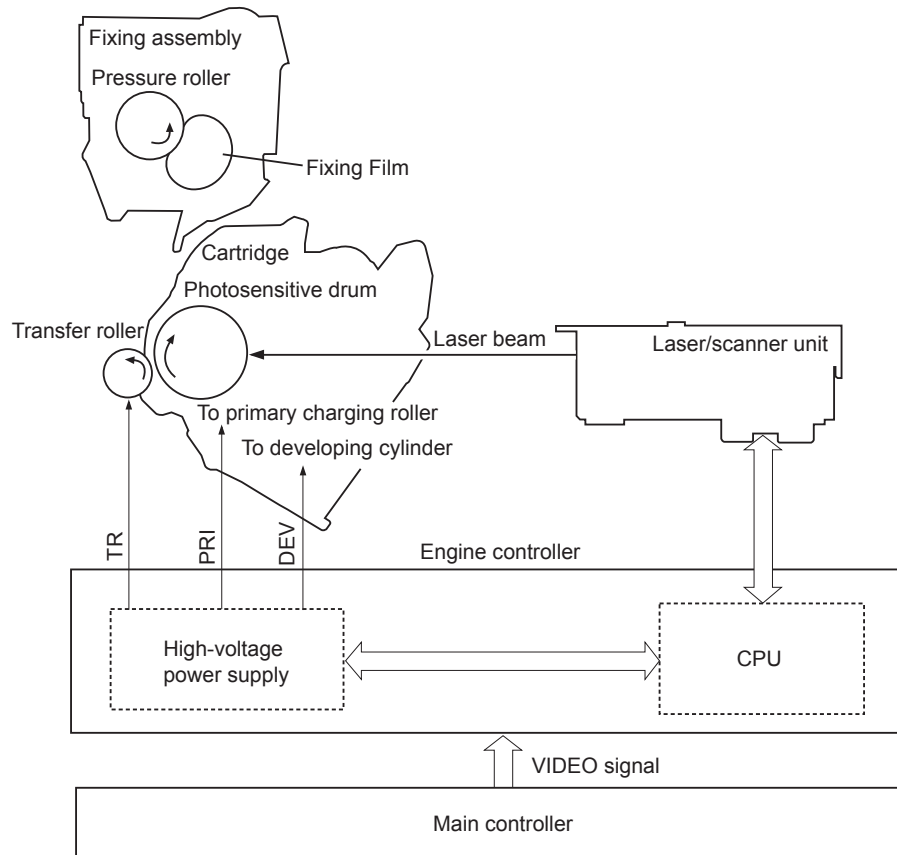 Fixing assembly
Pressure roller
Fixing Film
Cartridge
Photosensitive drum
Transfer roller
Laser beam
Laser/scanner unit
To primary charging roller
To developing cylinder
TR
PRI
DEV
Engine controller
High-voltage
power supply
CPU
VIDEO signal
Main controller